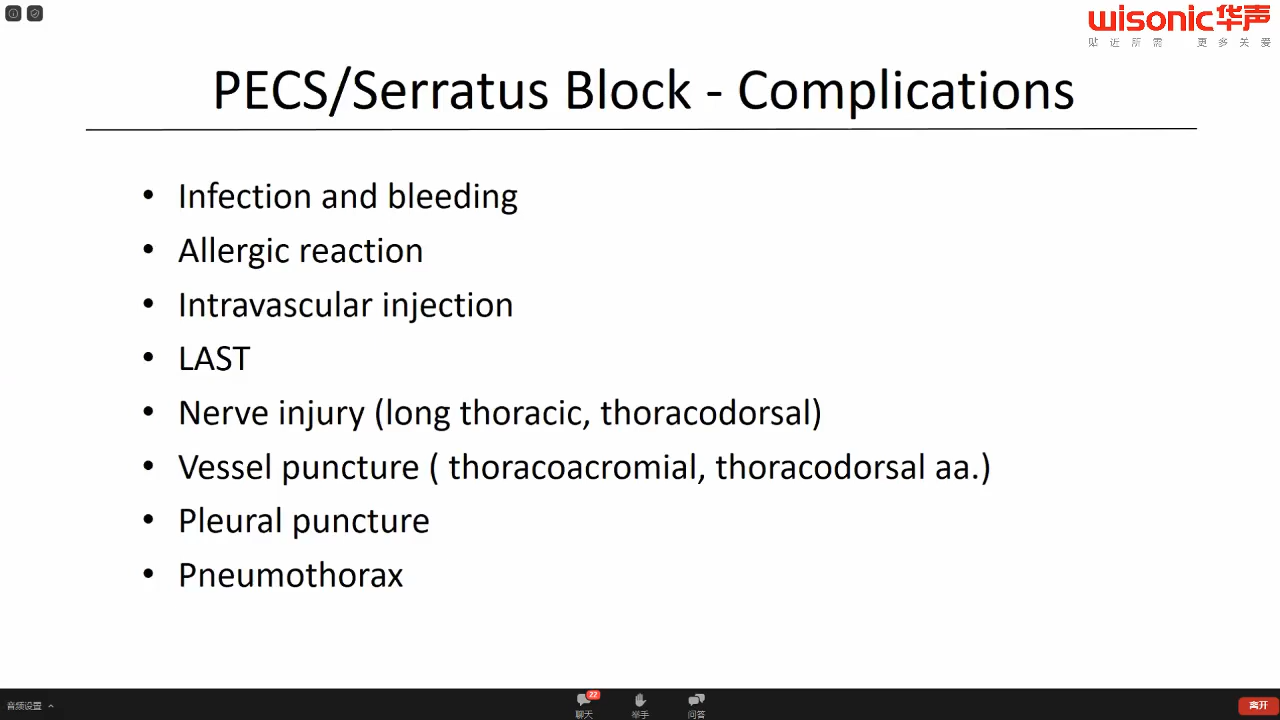 wisonic华声
贴近所需 更多关爱
PECS/Serratus Block - Complications
• Infection and bleeding
• Allergic reaction
• Intravascular injection
• LAST
• Nerve injury (long thoracic, thoracodorsal)
• Vessel puncture ( thoracoacromial, thoracodorsal aa.)
• Pleural puncture
• Pneumothorax
音频设置
22
聊天
举手
问答
离开